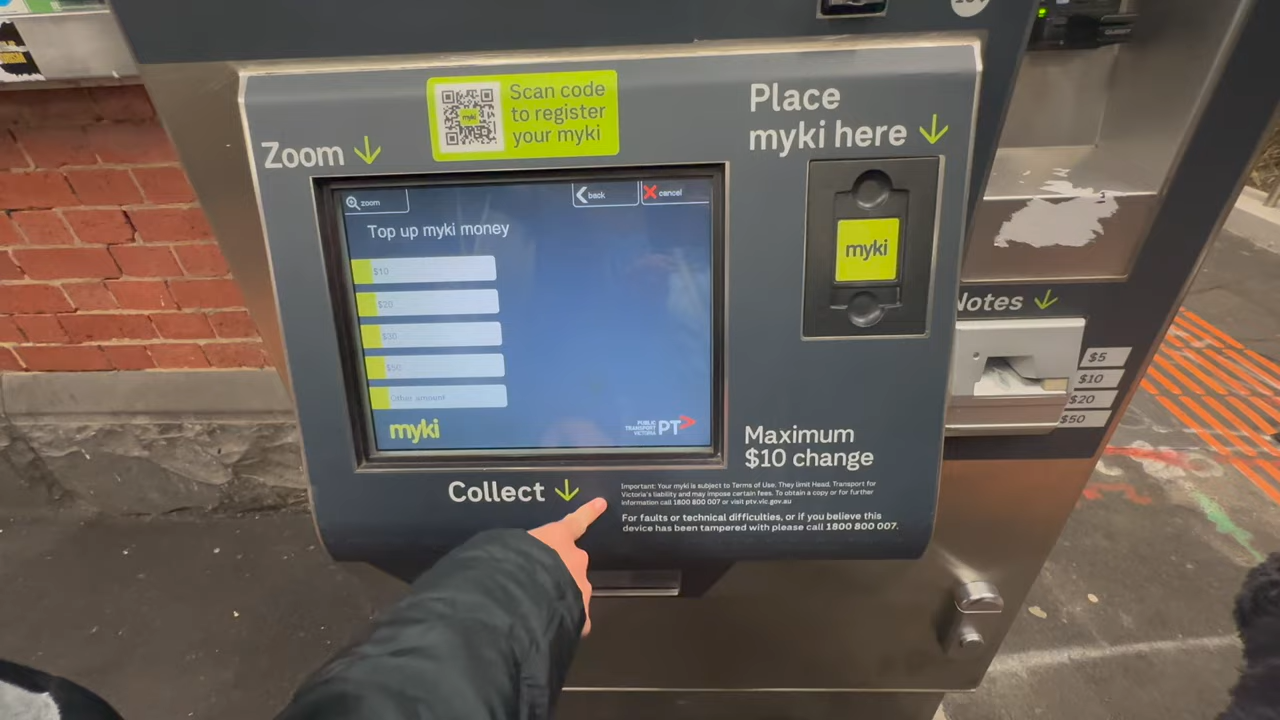 Scan code
to register
your myki
myki
Zoom
Place
myki here
zoom
back
cancel
Top up myki money
$10
$20
$30
$50
Other amount
myki
PUBLIC
TRANSPORT
VICTORIA
PT
myki
Notes
$5
$10
$20
$50
Maximum
$10 change
Collect
Important: Your myki is subject to Terms of Use. They limit Head, Transport for
Victoria's liability and may impose certain fees. To obtain a copy or for further
information call 1800 800 007 or visit ptv.vic.gov.au
For faults or technical difficulties, or if you believe this
device has been tampered with please call 1800 800 007.